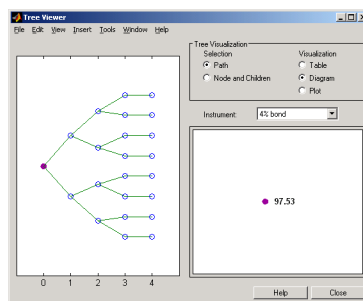 Tree Viewer
File Edit View Insert Tools Window Help
Tree Visualization
Selection
Visualization
Path
Table
Node and Children
Diagram
Plot
Instrument:
4% bond
97.53
0 1 2 3 4
Help Close